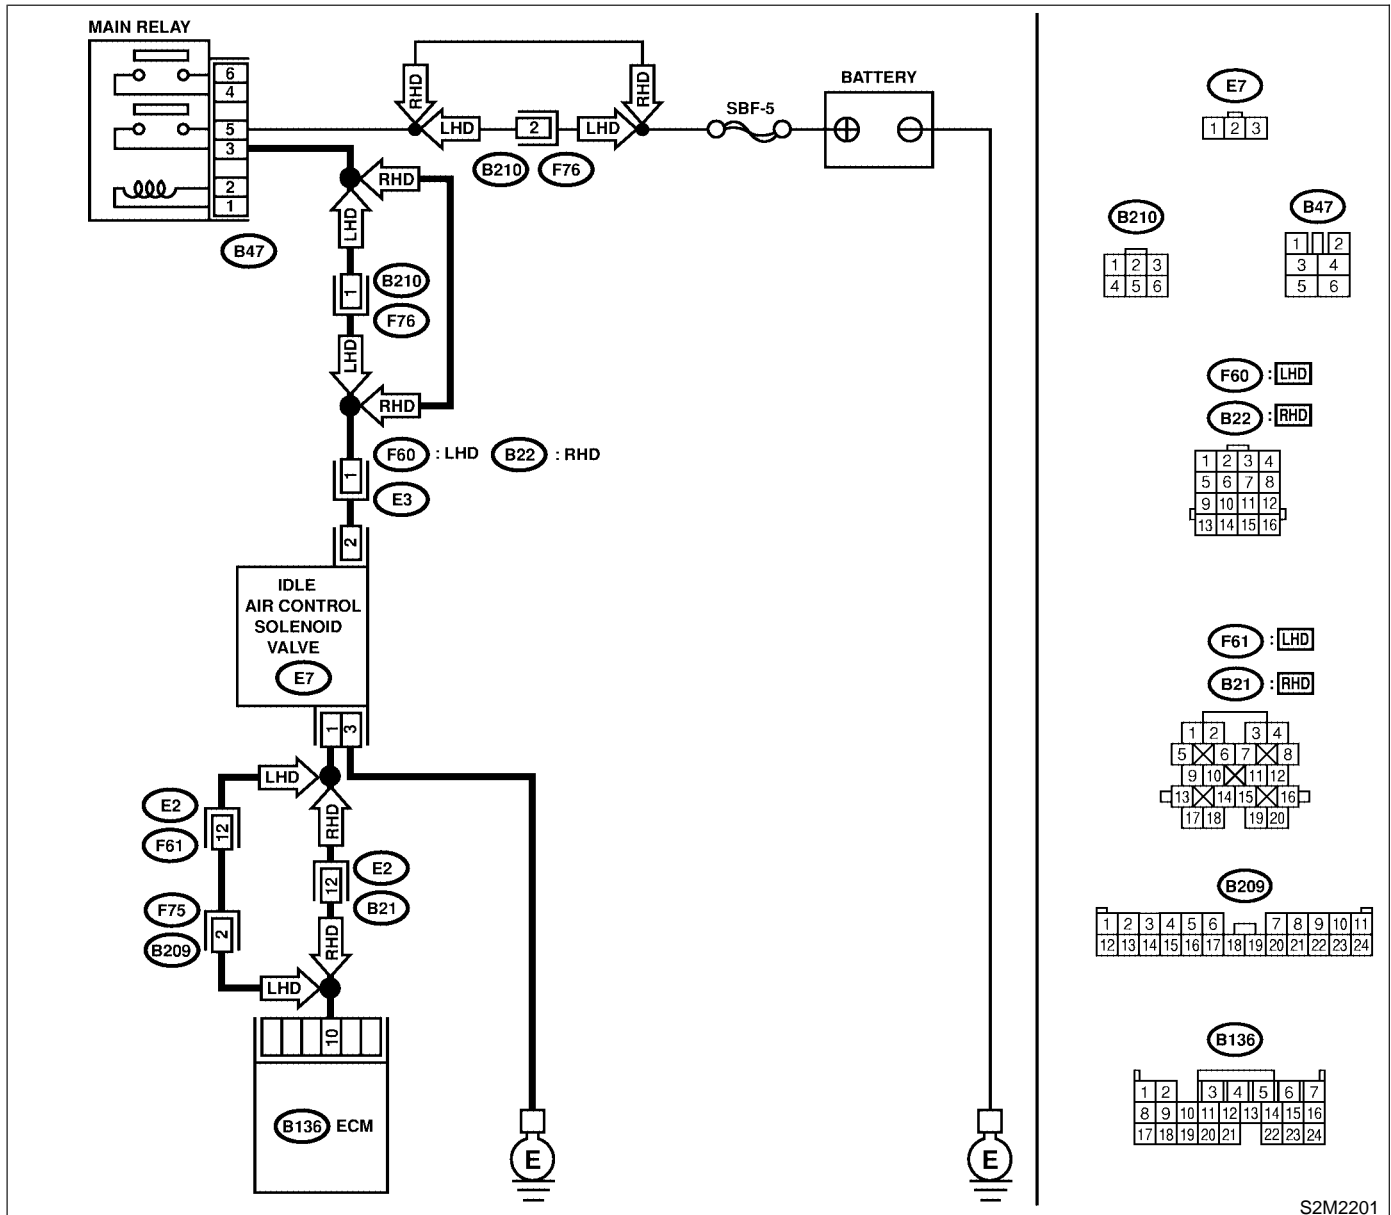 MAIN RELAY
6
4
5
3
2
1
B47
RHD
RHD
LHD
2
LHD
B210
F76
SBF-5
BATTERY
RHD
LHD
1
B210
F76
LHD
RHD
F60 : LHD B22 : RHD
1
E3
2
IDLE
AIR CONTROL
SOLENOID
VALVE
E7
1 3
LHD
E2
F61
12
RHD
12
E2
B21
F75
B209
2
RHD
LHD
10
B136 ECM
E
E
E7
1 2 3
B210
1 2 3
4 5 6
B47
1 2
3 4
5 6
F60 : LHD
B22 : RHD
1 2 3 4
5 6 7 8
9 10 11 12
13 14 15 16
F61 : LHD
B21 : RHD
1 2 3 4
5 6 7 8
9 10 11 12
13 14 15 16
17 18 19 20
B209
1 2 3 4 5 6 7 8 9 10 11
12 13 14 15 16 17 18 19 20 21 22 23 24
B136
1 2 3 4 5 6 7
8 9 10 11 12 13 14 15 16
17 18 19 20 21 22 23 24
S2M2201